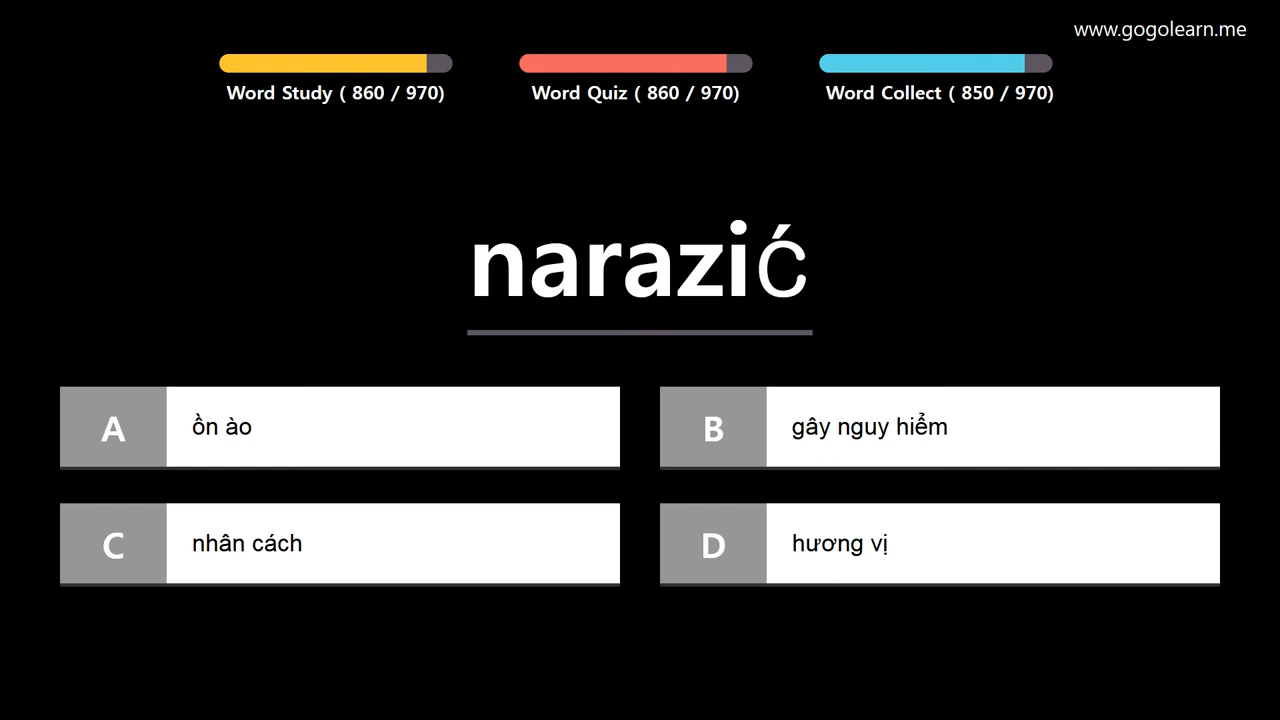 www.gogolearn.me
Word Study ( 860 / 970)
Word Quiz ( 860 / 970)
Word Collect ( 850 / 970)
narazić
A
ồn ào
B
gây nguy hiểm
C
nhân cách
D
hương vị